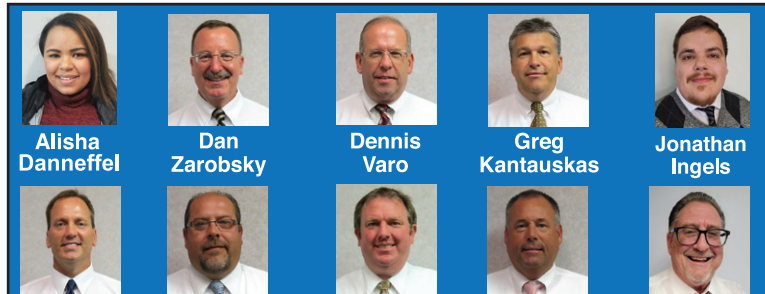 Alisha
Danneffel
Dan
Zarobsky
Dennis
Varo
Greg
Kantauskas
Jonathan
Ingels